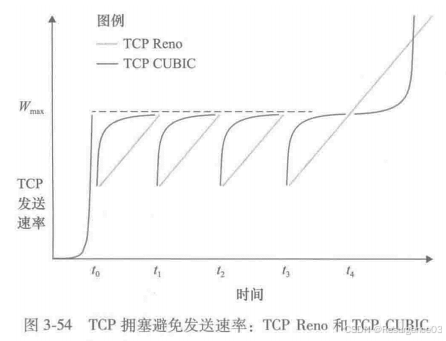 图例
TCP Reno
TCP CUBIC
Wmax
TCP
发送
速率
t0
t1
t2
t3
t4
时间
图 3-54 TCP 拥塞避免发送速率：TCP Reno 和 TCP CUBIC